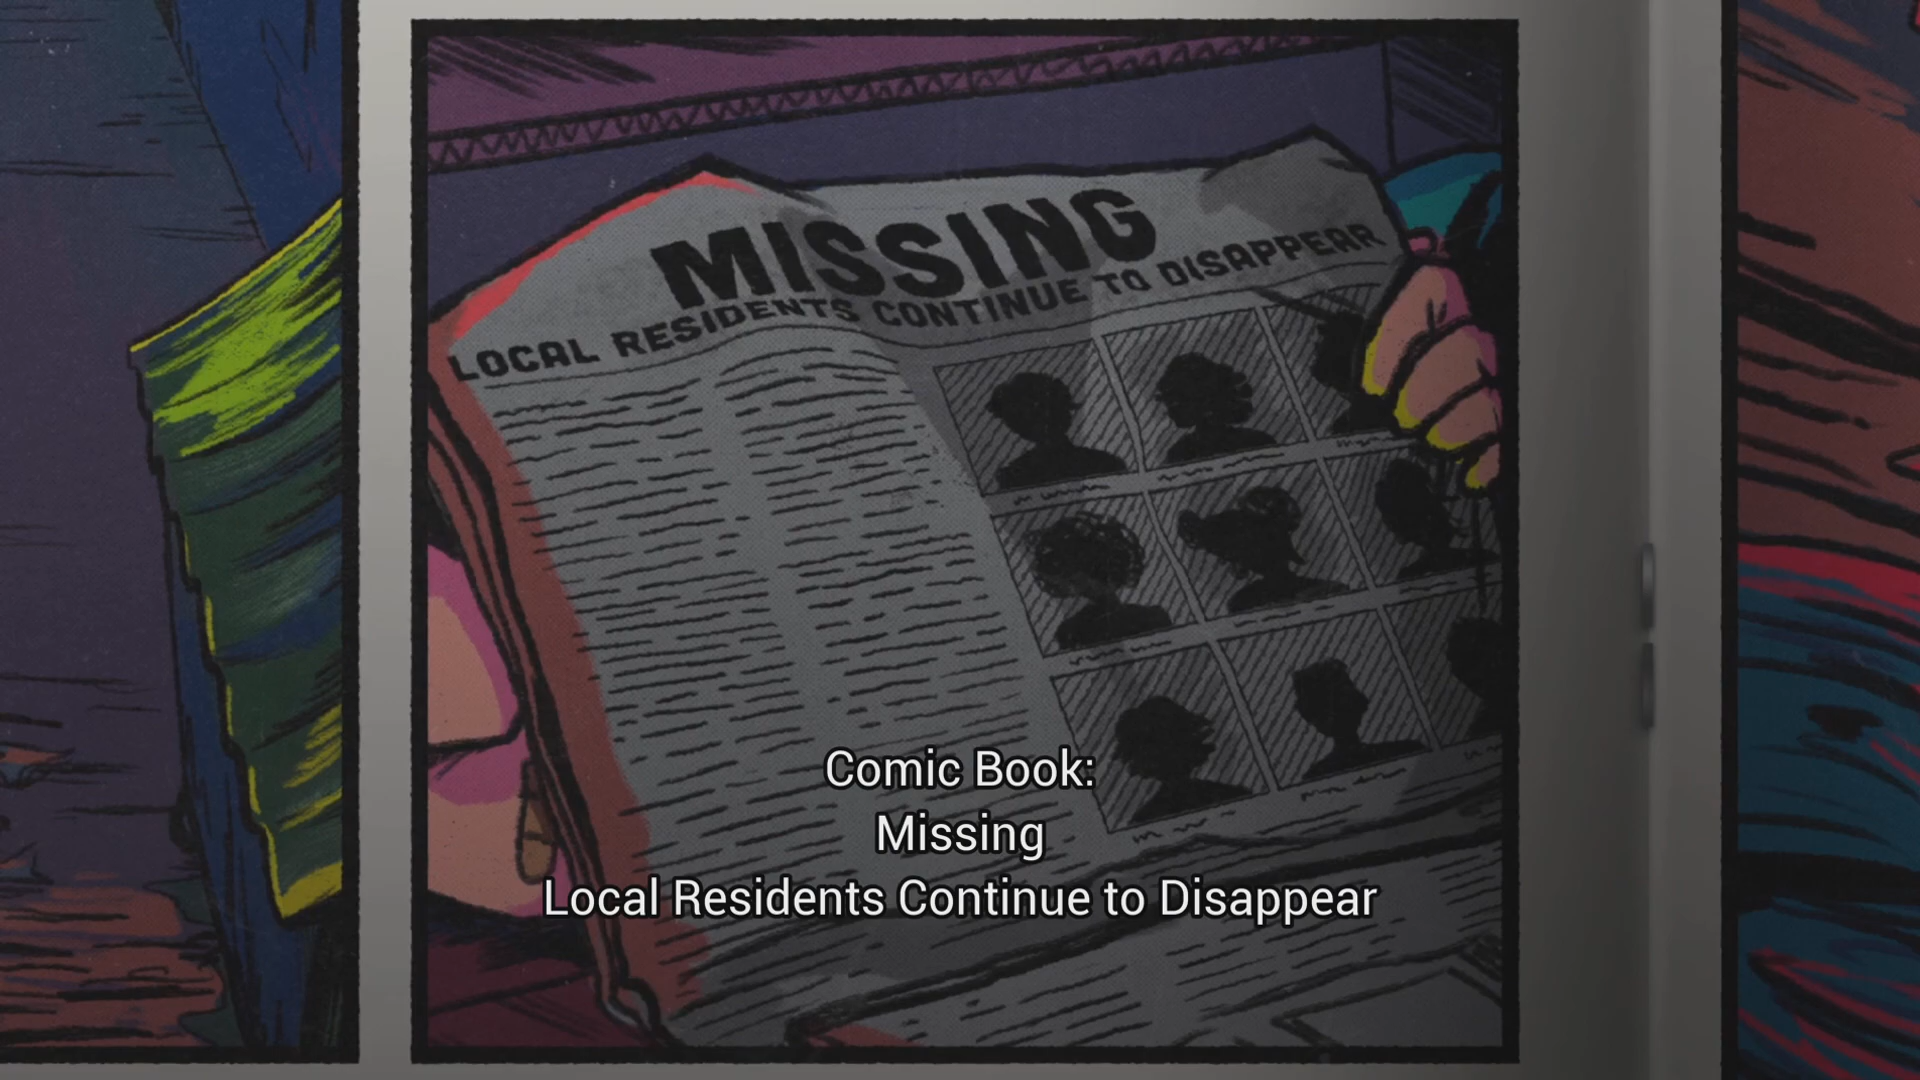 MISSING
LOCAL RESIDENTS CONTINUE TO DISAPPEAR
Comic Book:
Missing
Local Residents Continue to Disappear